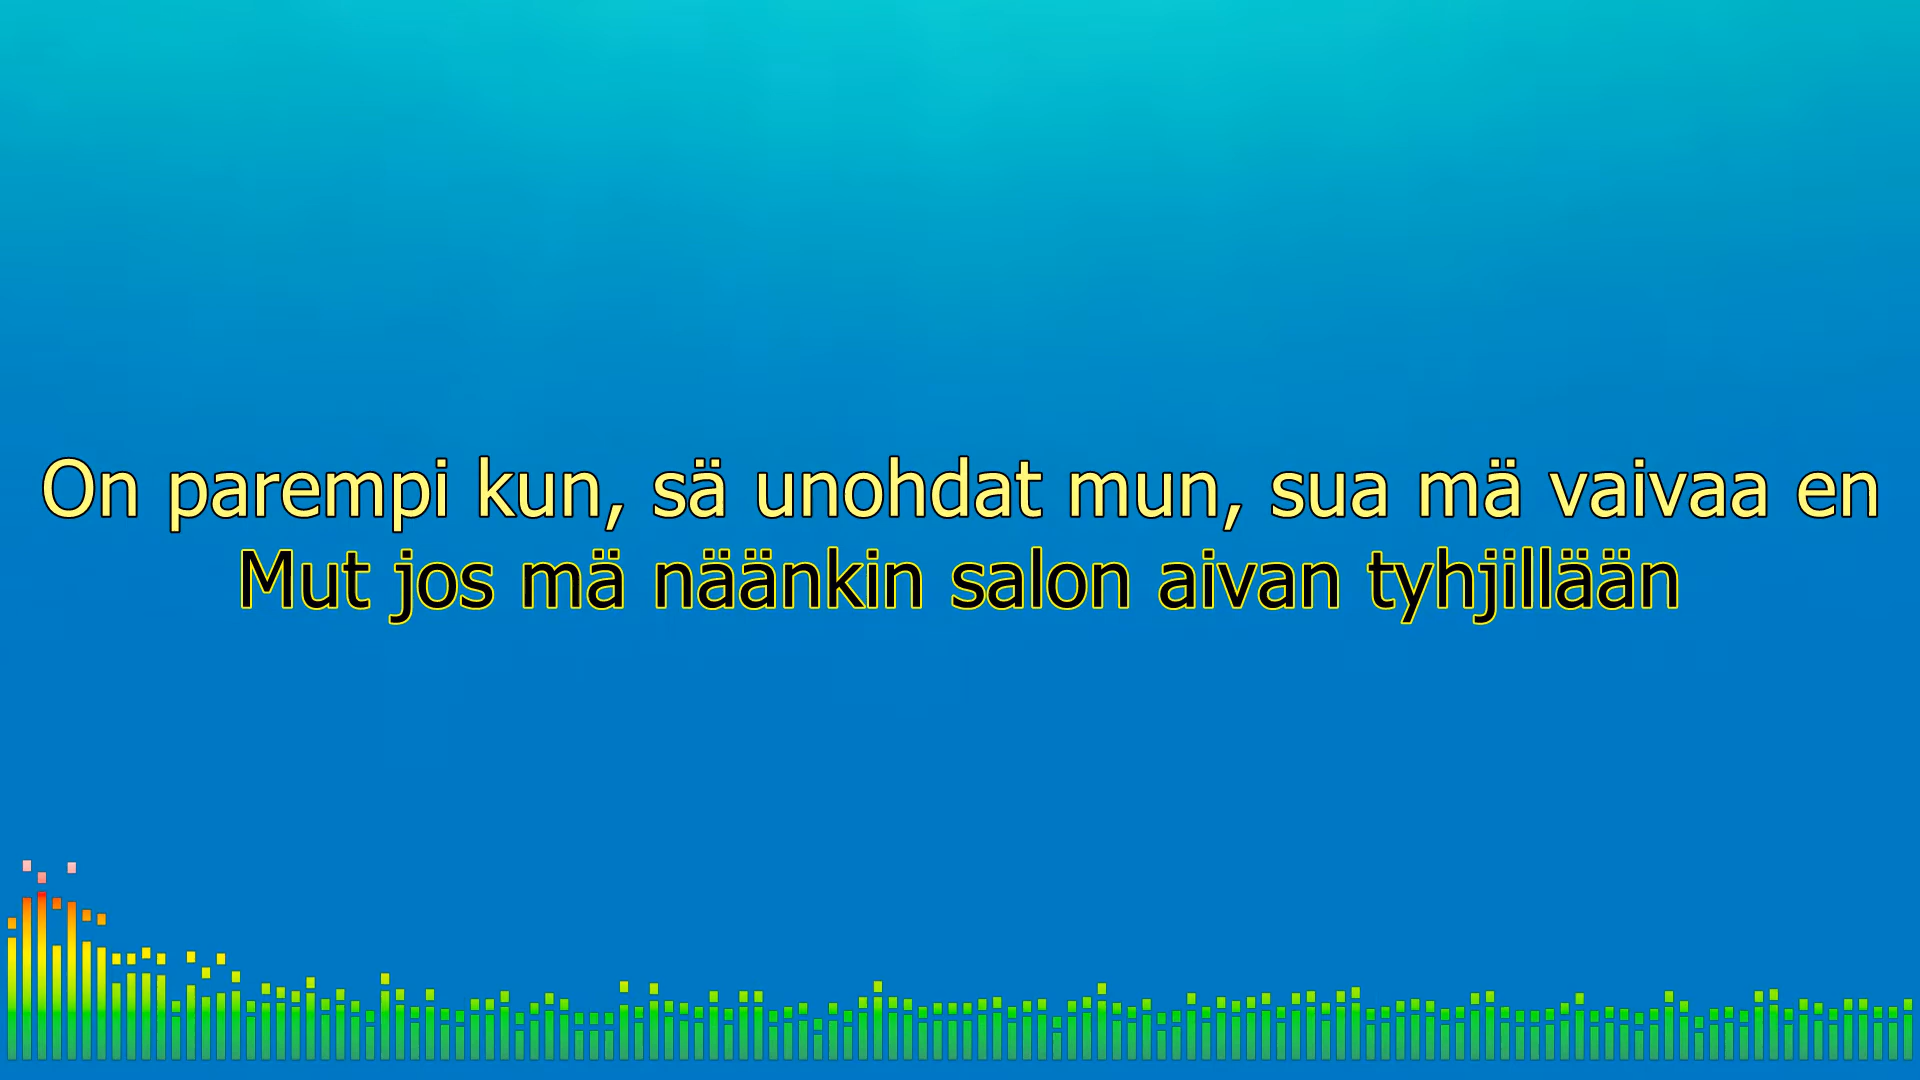 On parempi kun, sä unohdat mun, sua mä vaivaa en
Mut jos mä näänkin salon aivan tyhjillään